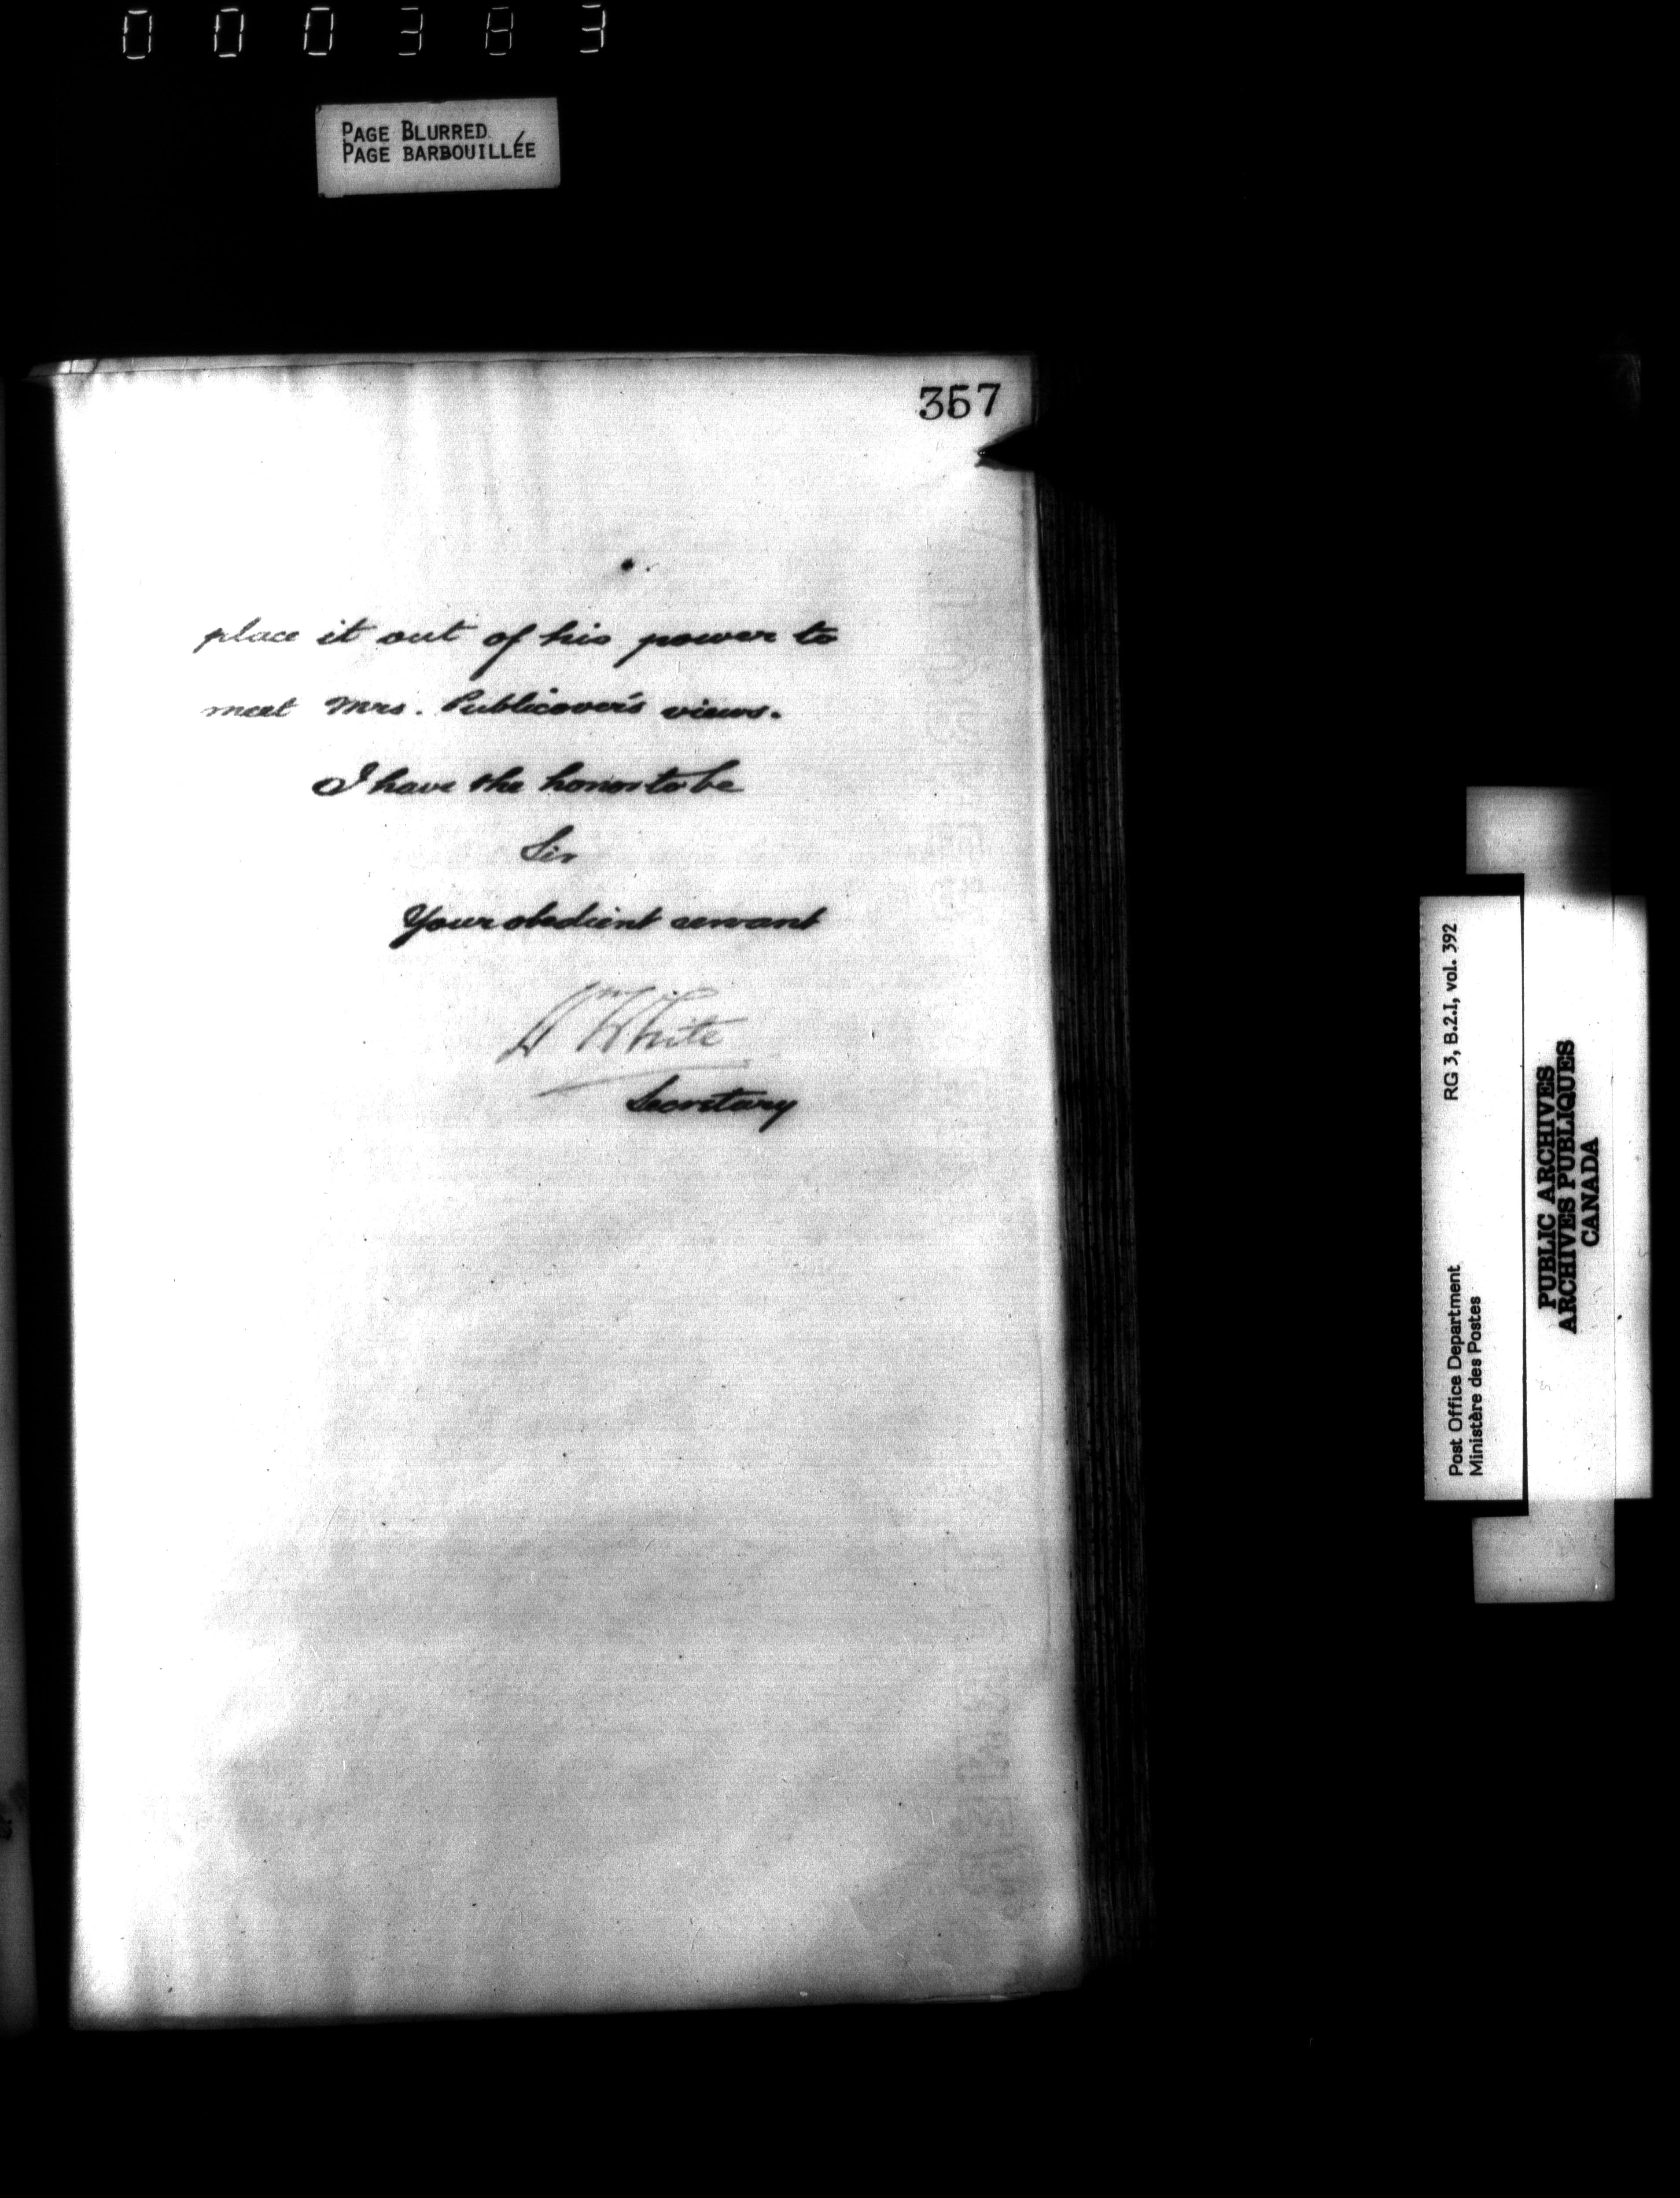 000383
PAGE BLURRED
PAGE BARBOUILLÉE
357
place it out of his power to
meet Mrs. Publicover's views.
I have the honor to be
Sir
Your obedient servant
Wm White
Secretary
Post Office Department RG 3, B.2.I, vol. 392
Ministère des Postes
PUBLIC ARCHIVES
ARCHIVES PUBLIQUES
CANADA